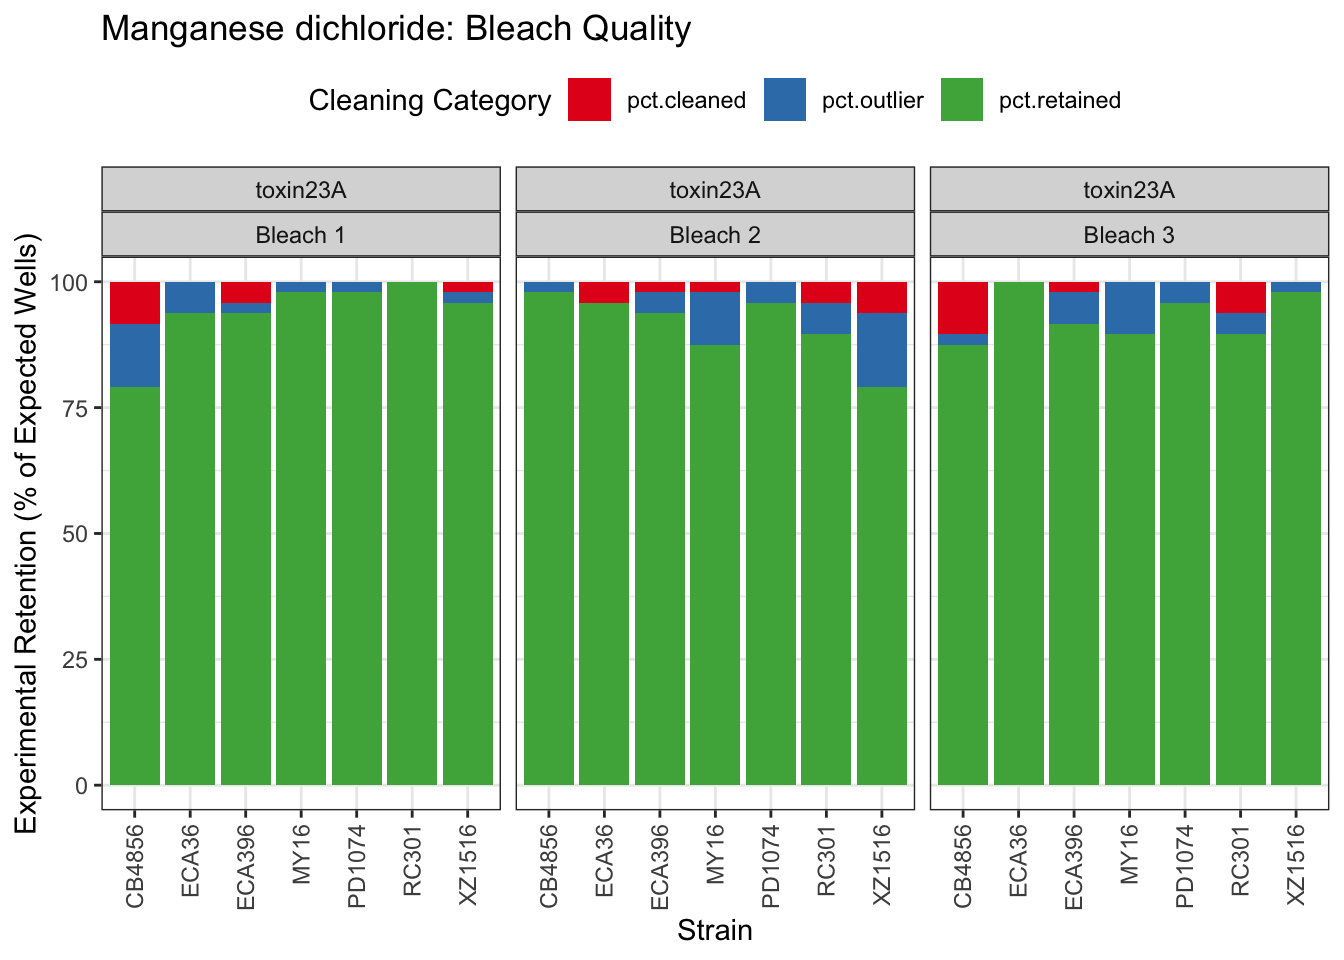 Manganese dichloride: Bleach Quality
Cleaning Category pct.cleaned pct.outlier pct.retained
toxin23A toxin23A toxin23A
Bleach 1 Bleach 2 Bleach 3
Experimental Retention (% of Expected Wells)
100
75
50
25
0
CB4856 ECA36 ECA396 MY16 PD1074 RC301 XZ1516 CB4856 ECA36 ECA396 MY16 PD1074 RC301 XZ1516 CB4856 ECA36 ECA396 MY16 PD1074 RC301 XZ1516
Strain